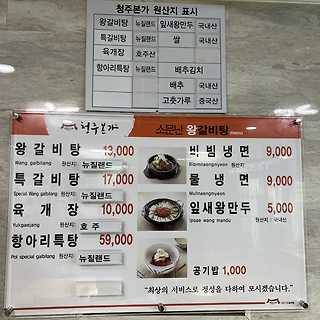 청주본가 원산지 표시
왕갈비탕 뉴질랜드 잎새왕만두 국내산
특갈비탕 뉴질랜드 쌀 국내산
육개장 호주산
항아리특탕 뉴질랜드 배추김치
배추 국내산
고춧가루 중국산
청주본가 소문난 왕갈비탕
왕갈비탕 13,000
Wang galbitang 원산지: 뉴질랜드
특갈비탕 17,000
Special Wang galbitang 원산지: 뉴질랜드
육개장 10,000
Yukgaejang 원산지: 호주
항아리특탕 59,000
Pot special galbitang 원산지: 뉴질랜드
비빔냉면 9,000
Bibimnaengmyeon
물냉면 9,000
Mulnaengmyeon
잎새왕만두 5,000
Ipsae wang mandu 원산지: 국내산
공기밥 1,000
"최상의 서비스로 정성을 다하여 모시겠습니다."